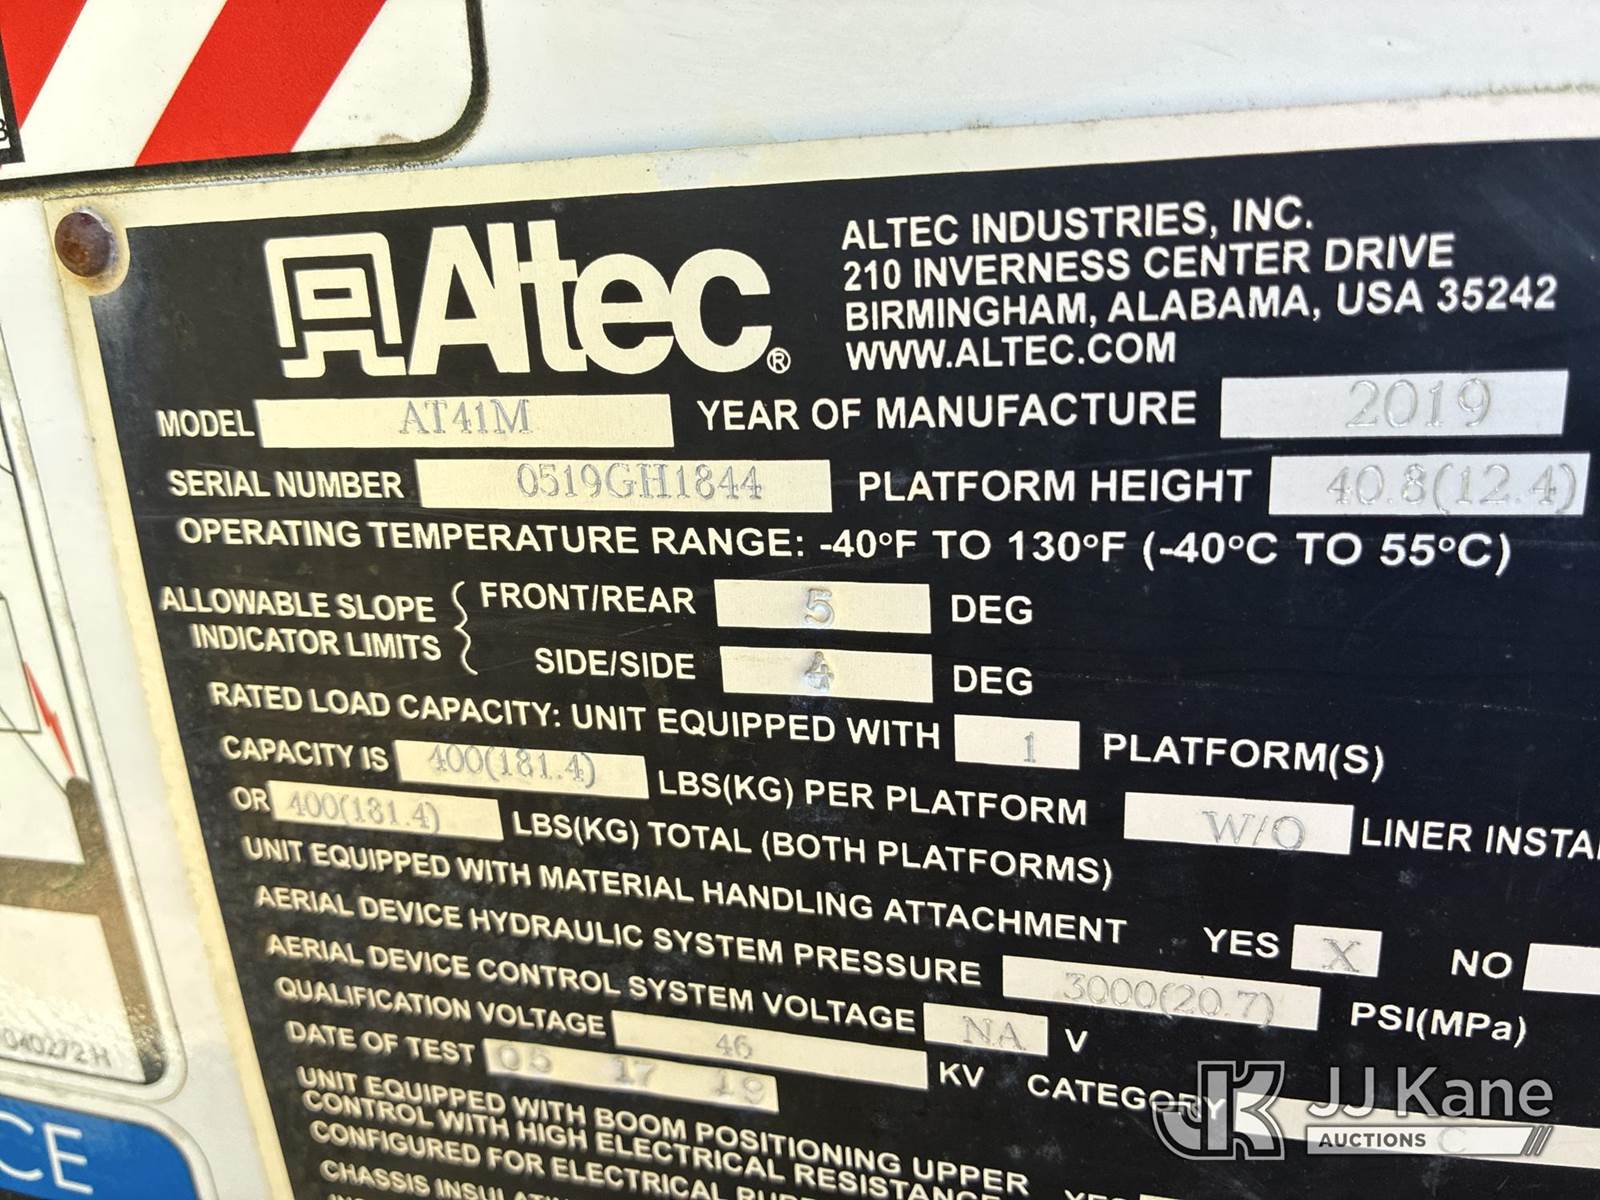 Altec®
ALTEC INDUSTRIES, INC.
210 INVERNESS CENTER DRIVE
BIRMINGHAM, ALABAMA, USA 35242
WWW.ALTEC.COM
MODEL AT41M YEAR OF MANUFACTURE 2019
SERIAL NUMBER 0519GH1844 PLATFORM HEIGHT 40.8(12.4)
OPERATING TEMPERATURE RANGE: -40°F TO 130°F (-40°C TO 55°C)
ALLOWABLE SLOPE INDICATOR LIMITS { FRONT/REAR 5 DEG
SIDE/SIDE 4 DEG
RATED LOAD CAPACITY: UNIT EQUIPPED WITH 1 PLATFORM(S)
CAPACITY IS 400(181.4) LBS(KG) PER PLATFORM W/O LINER INSTA
OR 400(181.4) LBS(KG) TOTAL (BOTH PLATFORMS)
UNIT EQUIPPED WITH MATERIAL HANDLING ATTACHMENT YES X NO
AERIAL DEVICE HYDRAULIC SYSTEM PRESSURE 3000(20.7) PSI(MPa)
AERIAL DEVICE CONTROL SYSTEM VOLTAGE NA V
QUALIFICATION VOLTAGE 46 KV CATEGORY C
DATE OF TEST 05 17 19
UNIT EQUIPPED WITH BOOM POSITIONING UPPER
CONTROL WITH HIGH ELECTRICAL RESISTANCE
CONFIGURED FOR ELECTRICAL
CHASSIS
040272H
CE
JJ Kane
AUCTIONS